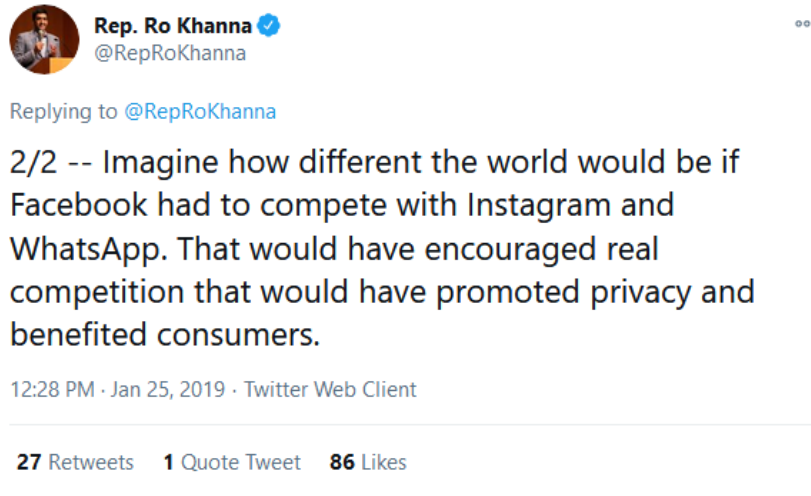 Rep. Ro Khanna
@RepRoKhanna
Replying to @RepRoKhanna
2/2 -- Imagine how different the world would be if
Facebook had to compete with Instagram and
WhatsApp. That would have encouraged real
competition that would have promoted privacy and
benefited consumers.
12:28 PM · Jan 25, 2019 · Twitter Web Client
27 Retweets 1 Quote Tweet 86 Likes